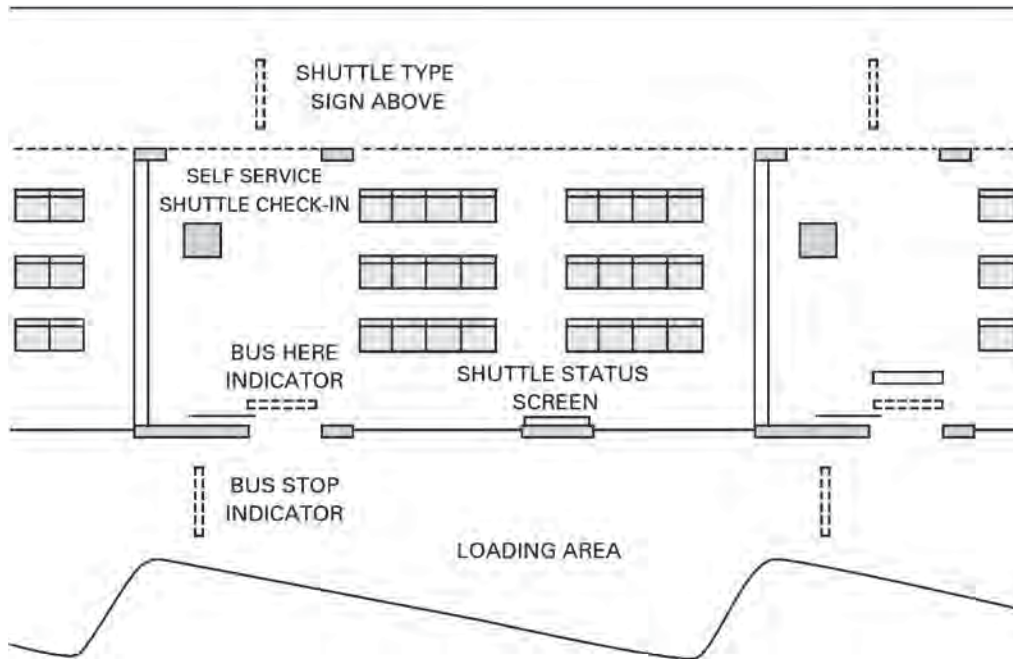 SHUTTLE TYPE
SIGN ABOVE
SELF SERVICE
SHUTTLE CHECK-IN
BUS HERE
INDICATOR
SHUTTLE STATUS
SCREEN
BUS STOP
INDICATOR
LOADING AREA